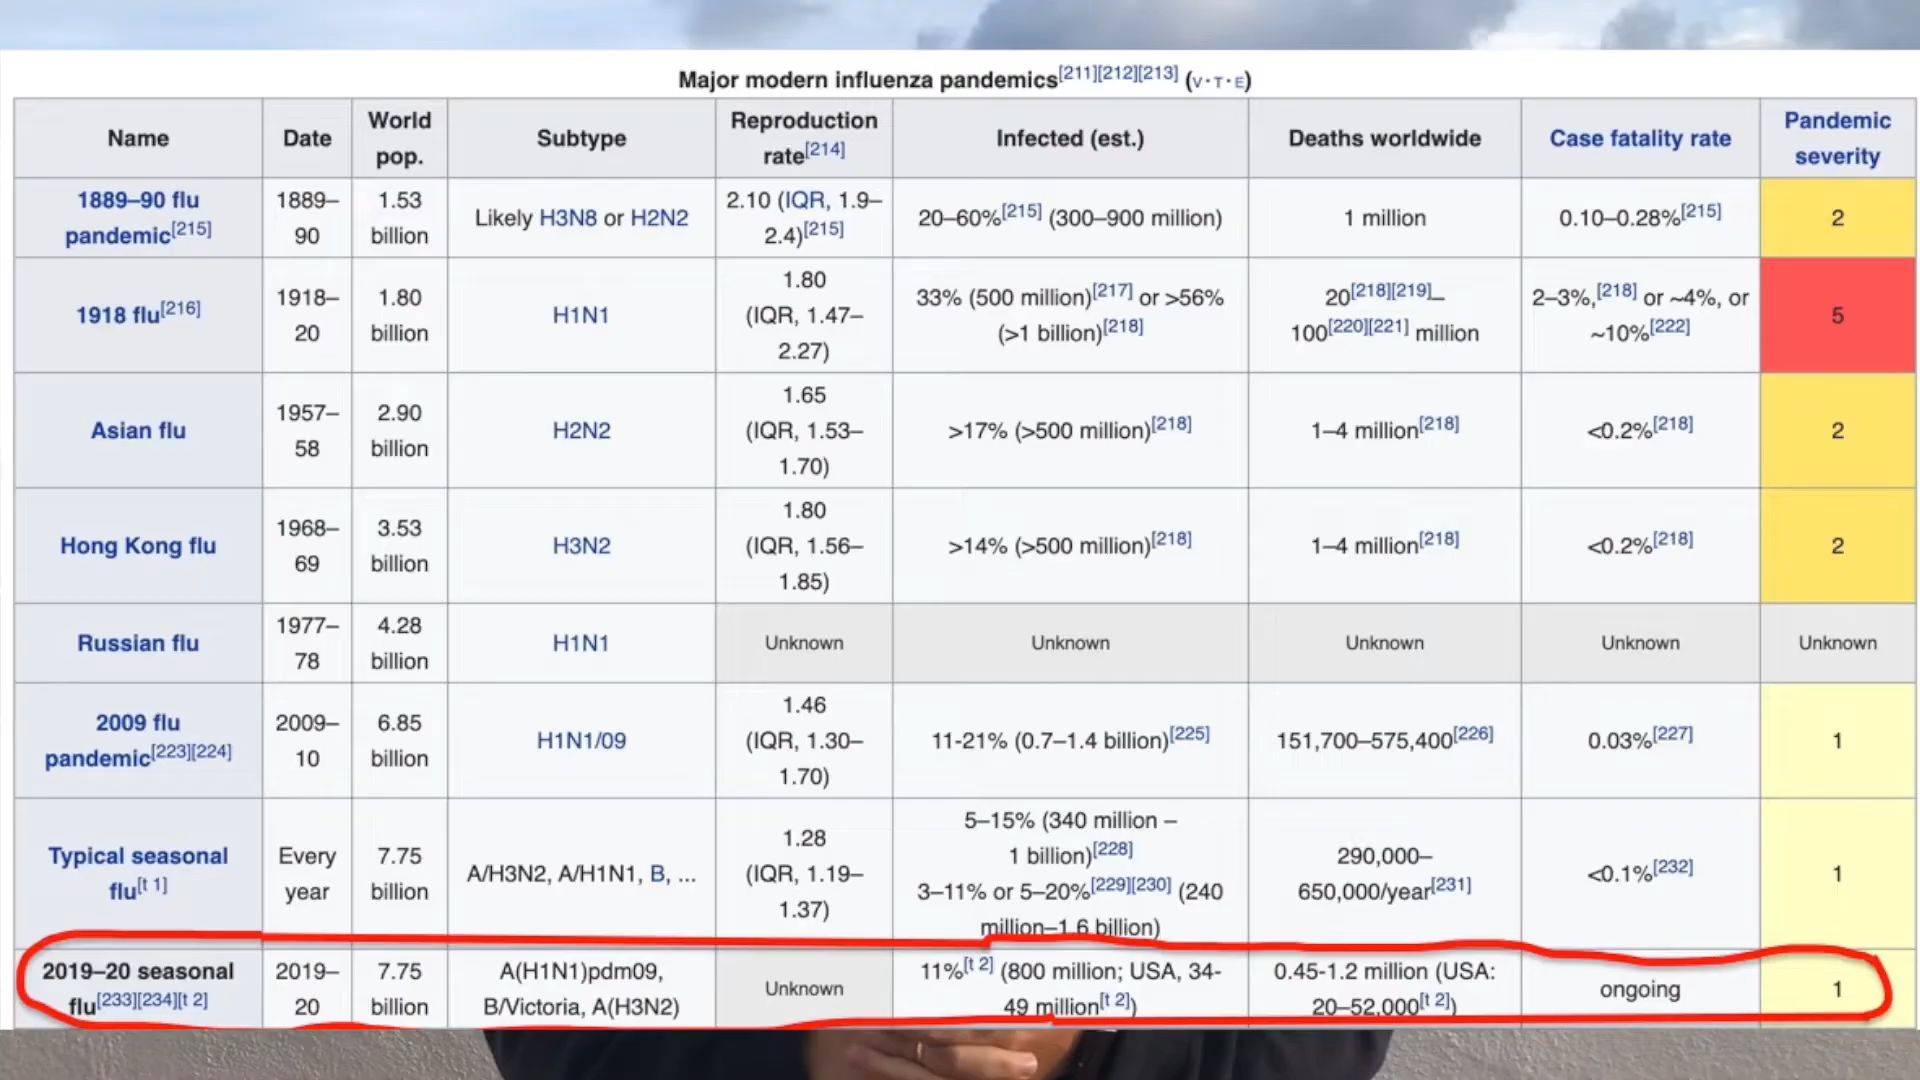 Major modern influenza pandemics[211][212][213] (V·T·E)
Name
Date
World
pop.
Subtype
Reproduction
rate[214]
Infected (est.)
Deaths worldwide
Case fatality rate
Pandemic
severity
1889–90 flu
pandemic[215]
1889–
90
1.53
billion
Likely H3N8 or H2N2
2.10 (IQR, 1.9–
2.4)[215]
20–60%[215] (300–900 million)
1 million
0.10–0.28%[215]
2
1918 flu[216]
1918–
20
1.80
billion
H1N1
1.80
(IQR, 1.47–
2.27)
33% (500 million)[217] or >56%
(>1 billion)[218]
20[218][219]–
100[220][221] million
2–3%,[218] or ~4%, or
~10%[222]
5
Asian flu
1957–
58
2.90
billion
H2N2
1.65
(IQR, 1.53–
1.70)
>17% (>500 million)[218]
1–4 million[218]
<0.2%[218]
2
Hong Kong flu
1968–
69
3.53
billion
H3N2
1.80
(IQR, 1.56–
1.85)
>14% (>500 million)[218]
1–4 million[218]
<0.2%[218]
2
Russian flu
1977–
78
4.28
billion
H1N1
Unknown
Unknown
Unknown
Unknown
Unknown
2009 flu
pandemic[223][224]
2009–
10
6.85
billion
H1N1/09
1.46
(IQR, 1.30–
1.70)
11-21% (0.7–1.4 billion)[225]
151,700–575,400[226]
0.03%[227]
1
Typical seasonal
flu[t 1]
Every
year
7.75
billion
A/H3N2, A/H1N1, B, ...
1.28
(IQR, 1.19–
1.37)
5–15% (340 million –
1 billion)[228]
3–11% or 5–20%[229][230] (240
million–1.6 billion)
290,000–
650,000/year[231]
<0.1%[232]
1
2019–20 seasonal
flu[233][234][t 2]
2019–
20
7.75
billion
A(H1N1)pdm09,
B/Victoria, A(H3N2)
Unknown
11%[t 2] (800 million; USA, 34-
49 million[t 2])
0.45-1.2 million (USA:
20–52,000[t 2])
ongoing
1